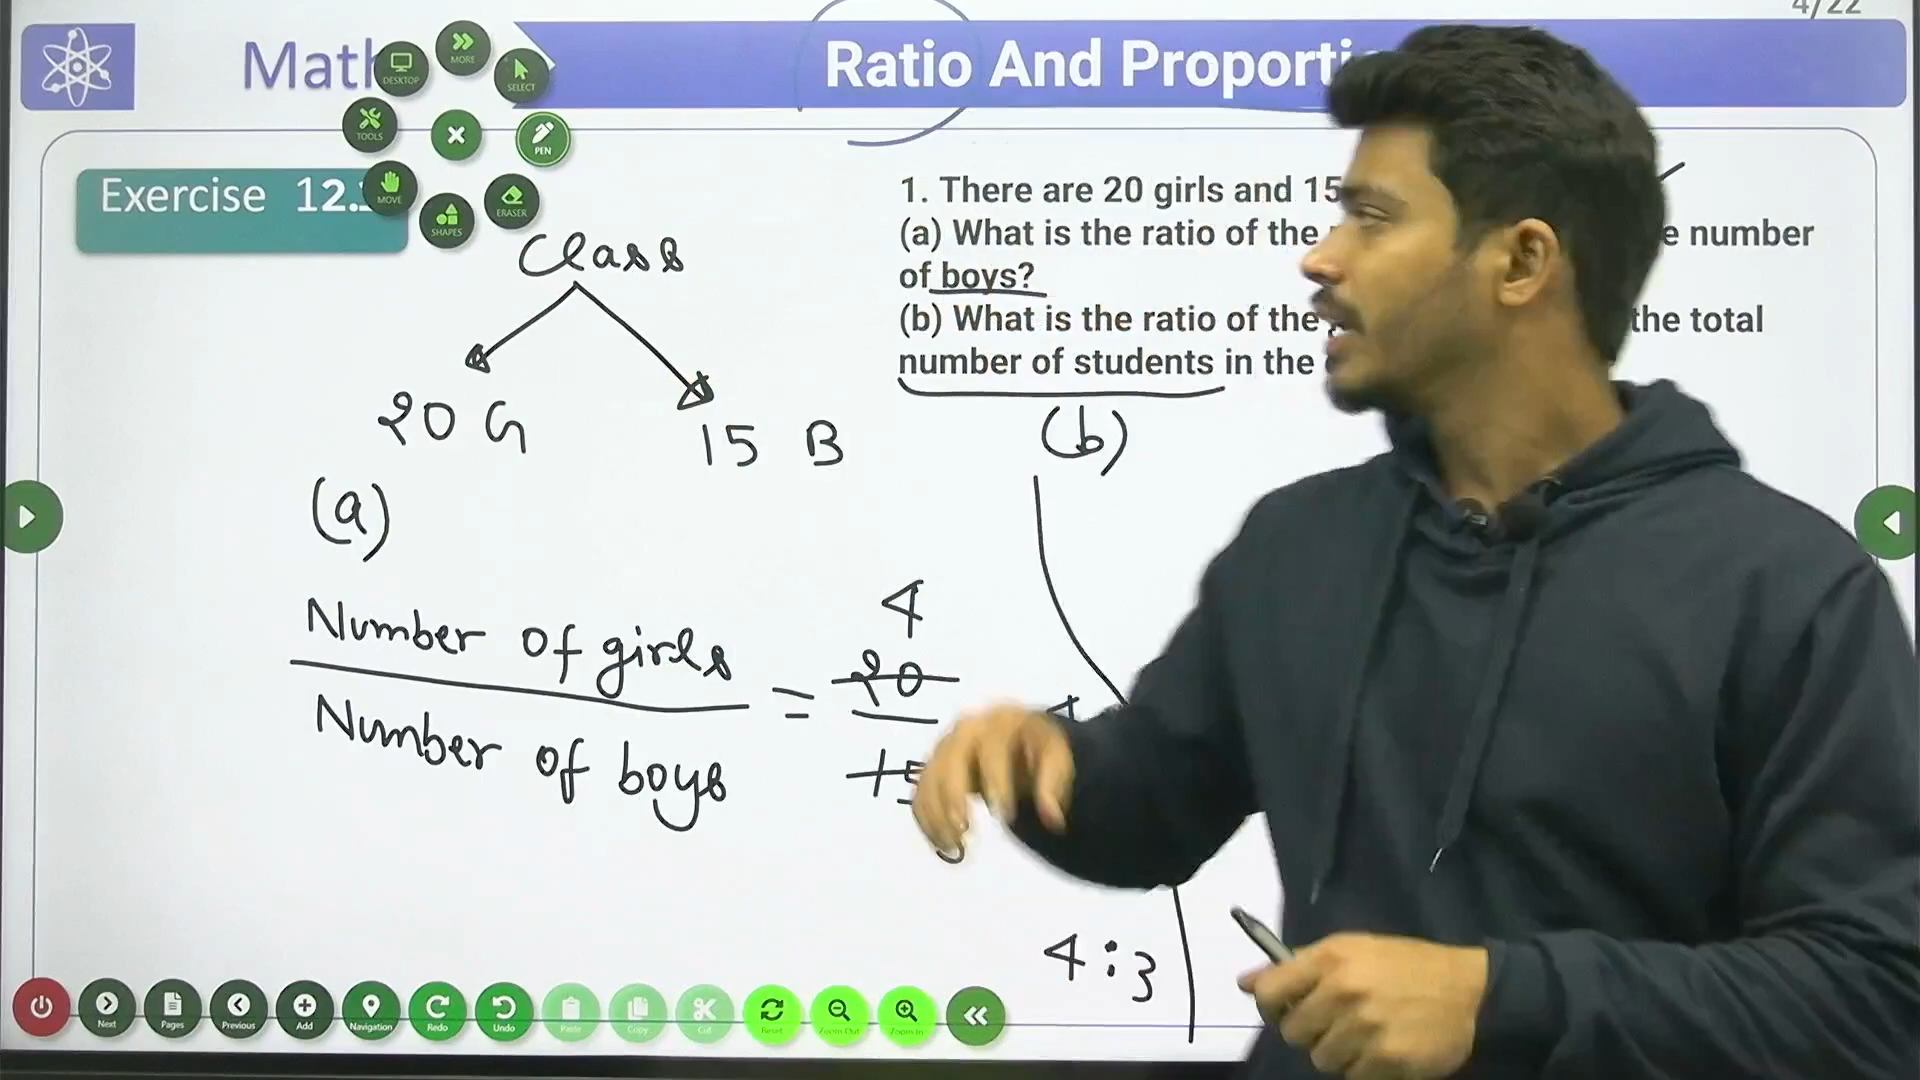 4/22
Math
Ratio And Proporti
DESKTOP
MORE
SELECT
TOOLS
PEN
MOVE
SHAPES
ERASER
Exercise 12.
1. There are 20 girls and 15
(a) What is the ratio of the e number
of boys?
(b) What is the ratio of the the total
number of students in the
Class
20 G
15 B
(a)
(b)
Number of girls
Number of boys
=
4
20
15
4:3
Next
Pages
Previous
Add
Navigation
Redo
Undo
Paste
Copy
Cut
Reset
Zoom Out
Zoom In